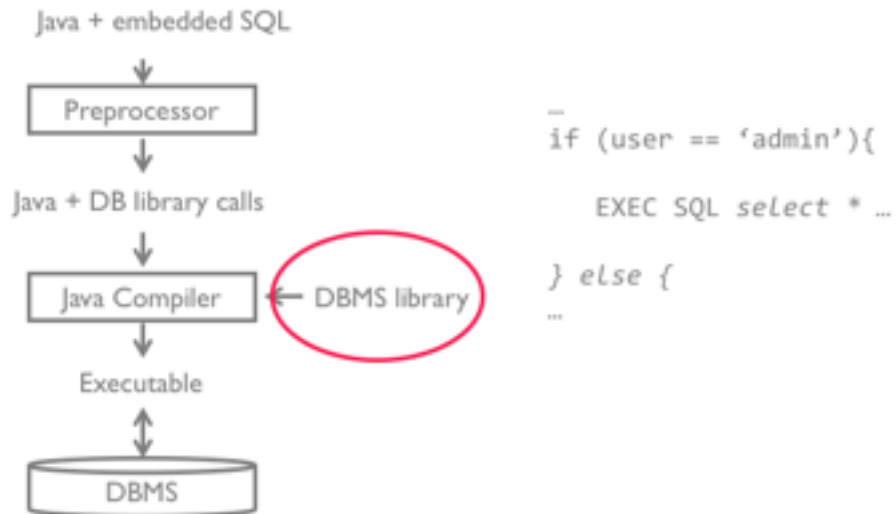 Java + embedded SQL
Preprocessor
Java + DB library calls
Java Compiler
DBMS library
Executable
DBMS
…
if (user == ‘admin’){
EXEC SQL select * …
} else {
…